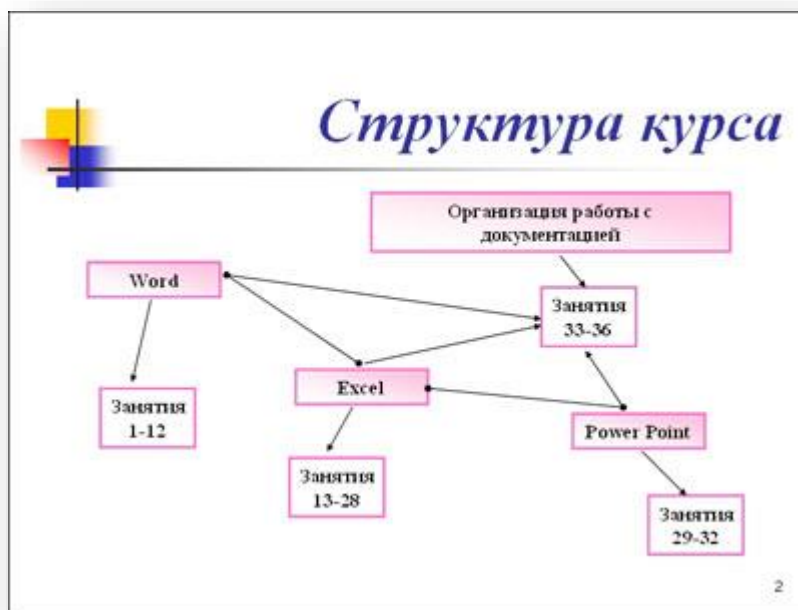 Структура курса
Организация работы с
документацией
Word
Занятия
33-36
Excel
Занятия
1-12
Power Point
Занятия
13-28
Занятия
29-32
2